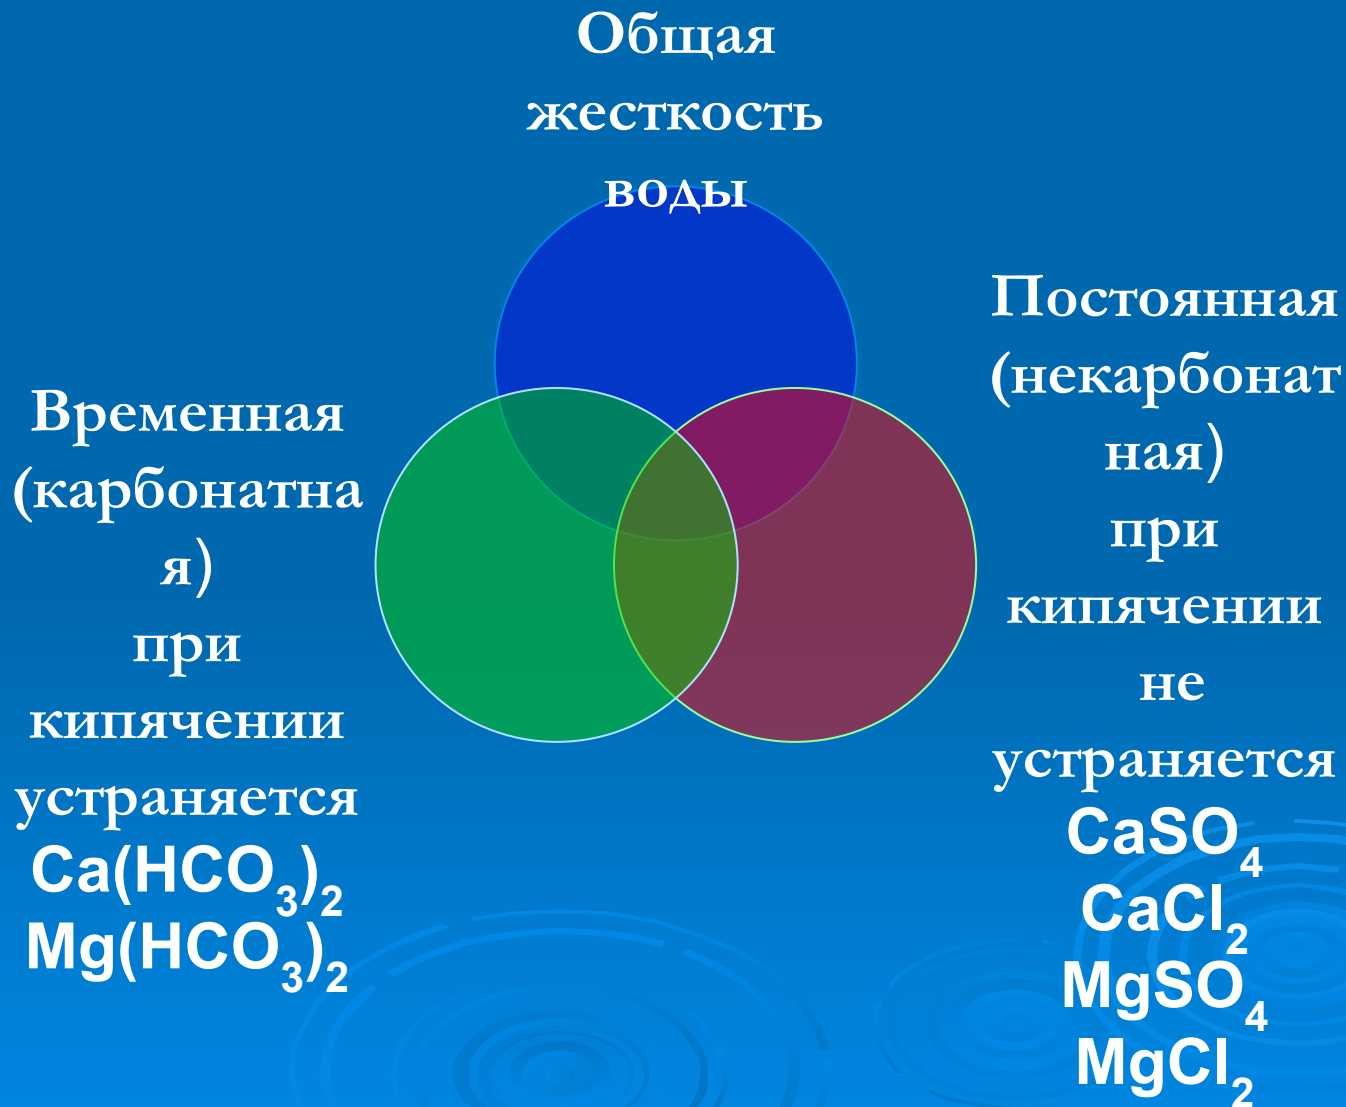 Общая
жесткость
воды
Временная
(карбонатна
я)
при
кипячении
устраняется
Ca(HCO₃)₂
Mg(HCO₃)₂
Постоянная
(некарбонат
ная)
при
кипячении
не
устраняется
CaSO₄
CaCl₂
MgSO₄
MgCl₂